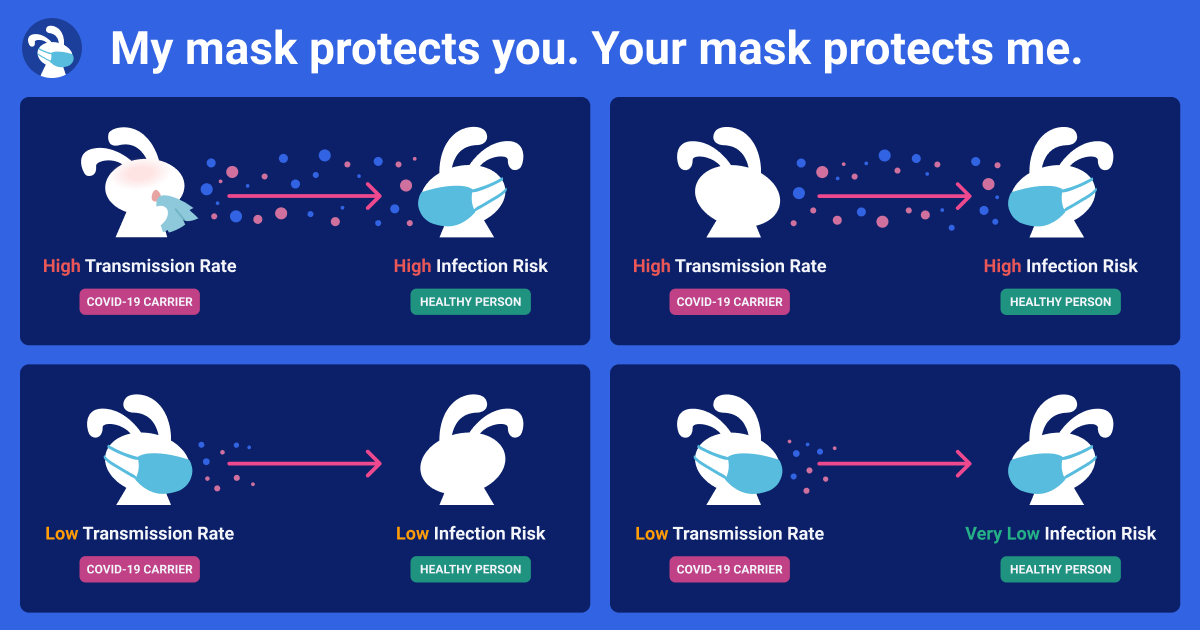 My mask protects you. Your mask protects me.
High Transmission Rate
COVID-19 CARRIER
High Infection Risk
HEALTHY PERSON
High Transmission Rate
COVID-19 CARRIER
High Infection Risk
HEALTHY PERSON
Low Transmission Rate
COVID-19 CARRIER
Low Infection Risk
HEALTHY PERSON
Low Transmission Rate
COVID-19 CARRIER
Very Low Infection Risk
HEALTHY PERSON